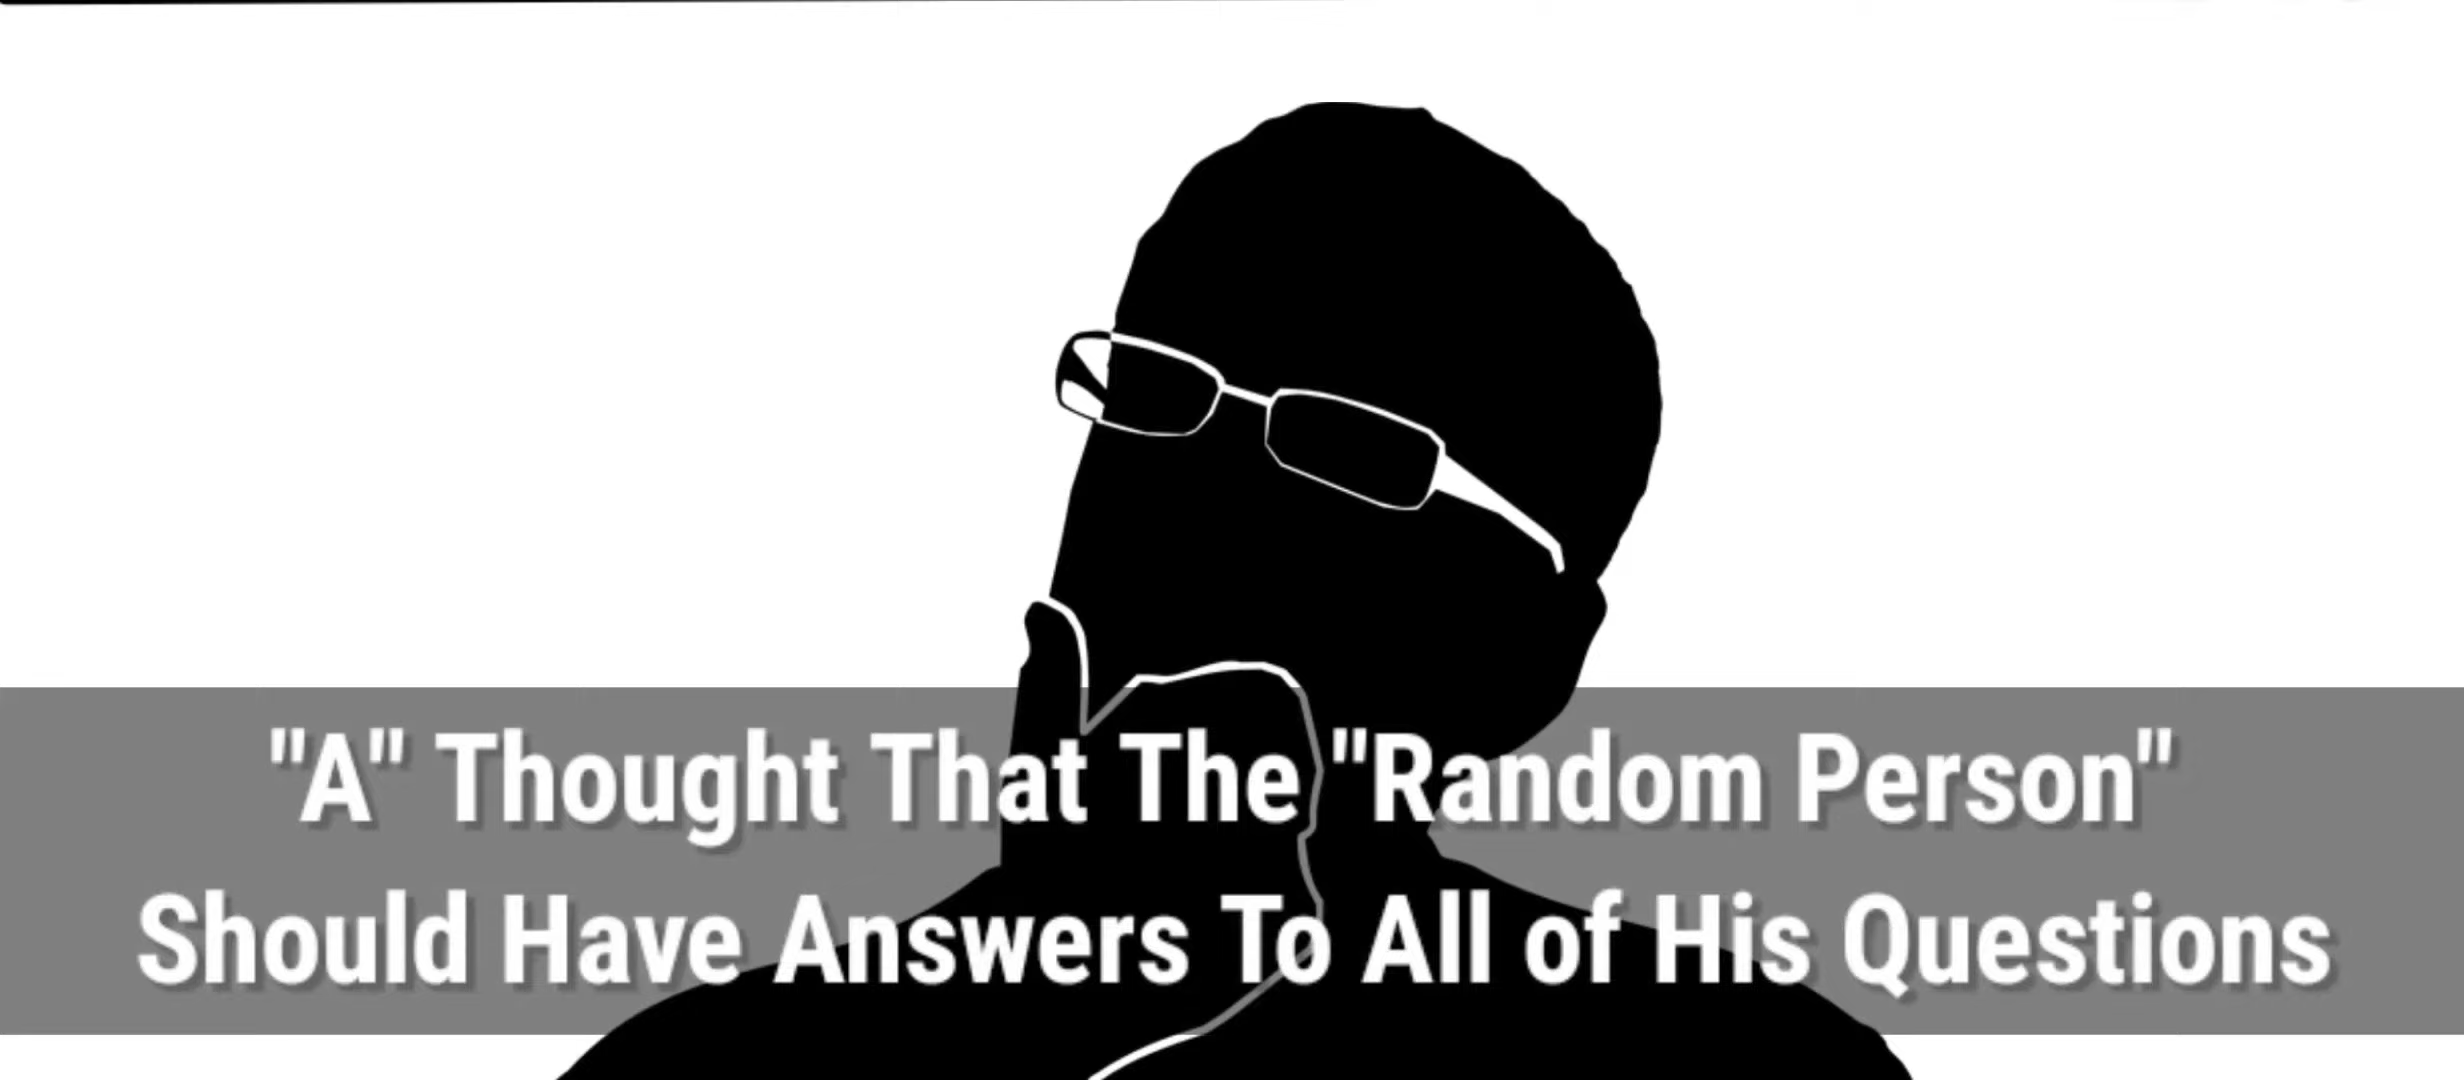 "A" Thought That The "Random Person"
Should Have Answers To All of His Questions